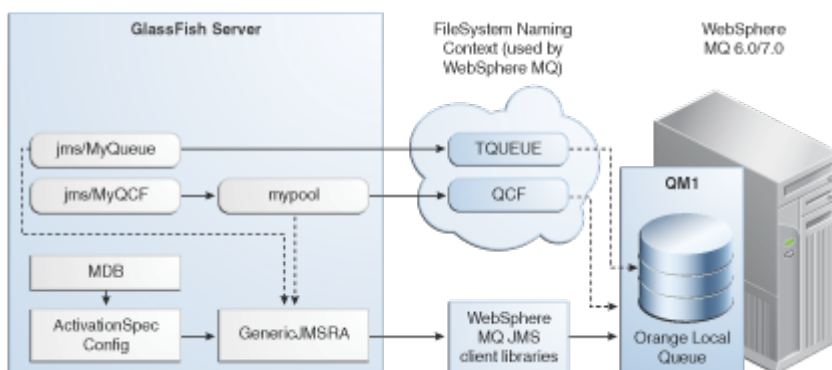 GlassFish Server
FileSystem Naming
Context (used by
WebSphere MQ)
WebSphere
MQ 6.0/7.0
jms/MyQueue
TQUEUE
jms/MyQCF
mypool
QCF
QM1
MDB
ActivationSpec
Config
GenericJMSRA
WebSphere
MQ JMS
client libraries
Orange Local
Queue